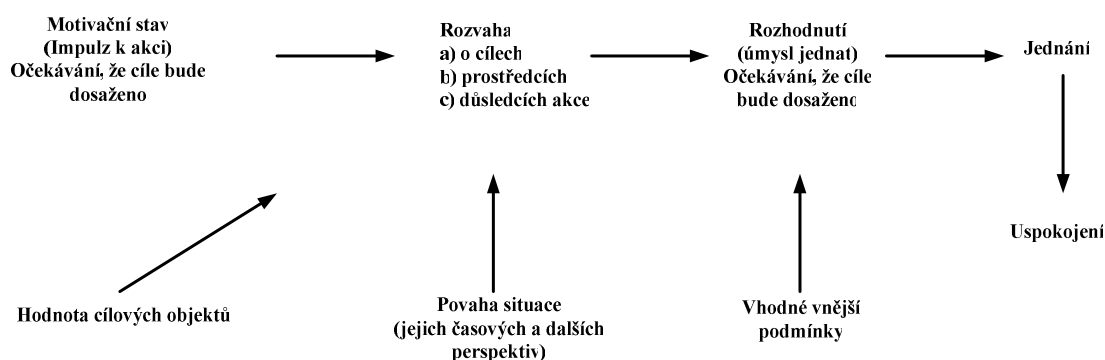 Motivační stav
(Impulz k akci)
Očekávání, že cíle bude
dosaženo
Rozvaha
a) o cílech
b) prostředcích
c) důsledcích akce
Rozhodnutí
(úmysl jednat)
Očekávání, že cíle
bude dosaženo
Jednání
Uspokojení
Hodnota cílových objektů
Povaha situace
(jejich časových a dalších
perspektiv)
Vhodné vnější
podmínky